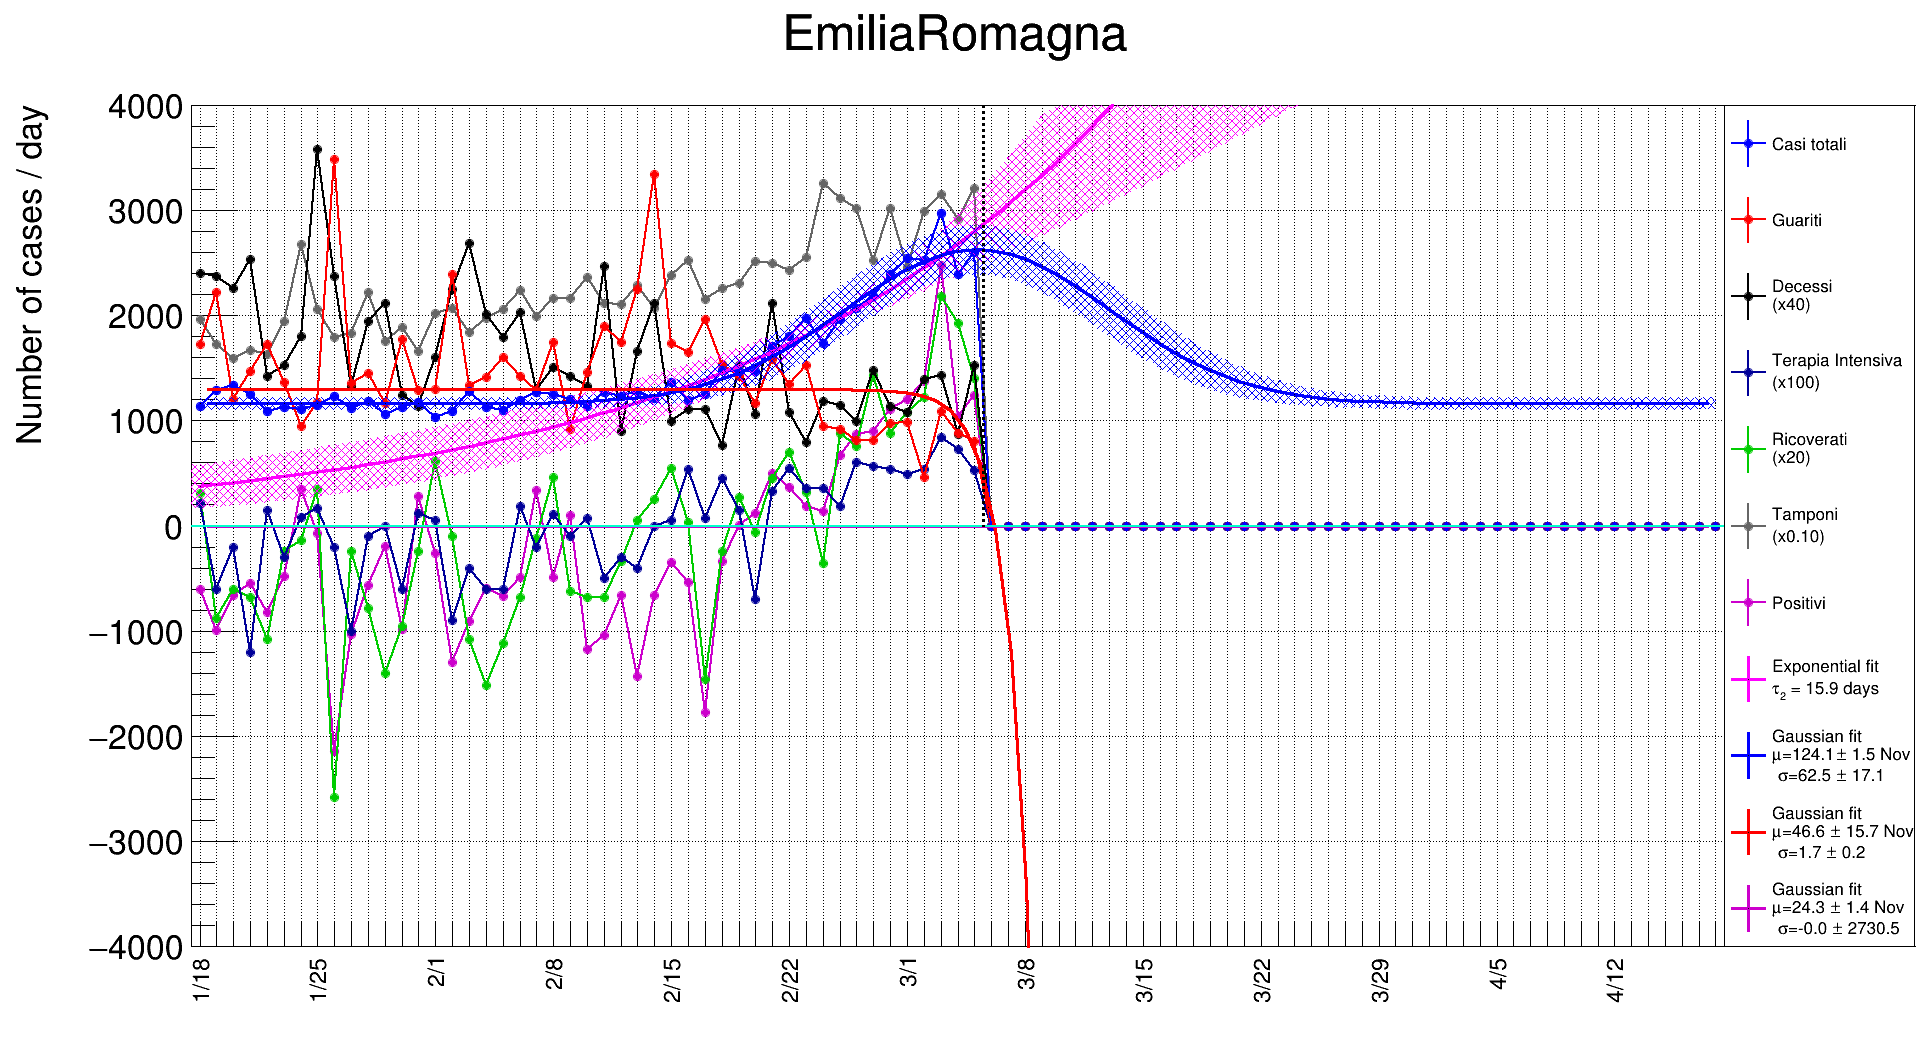 EmiliaRomagna
Number of cases / day
4000
3000
2000
1000
0
−1000
−2000
−3000
−4000
1/18
1/25
2/1
2/8
2/15
2/22
3/1
3/8
3/15
3/22
3/29
4/5
4/12
Casi totali
Guariti
Decessi
(x40)
Terapia Intensiva
(x100)
Ricoverati
(x20)
Tamponi
(x0.10)
Positivi
Exponential fit
τ2 = 15.9 days
Gaussian fit
μ=124.1 ± 1.5 Nov
σ=62.5 ± 17.1
Gaussian fit
μ=46.6 ± 15.7 Nov
σ=1.7 ± 0.2
Gaussian fit
μ=24.3 ± 1.4 Nov
σ=-0.0 ± 2730.5